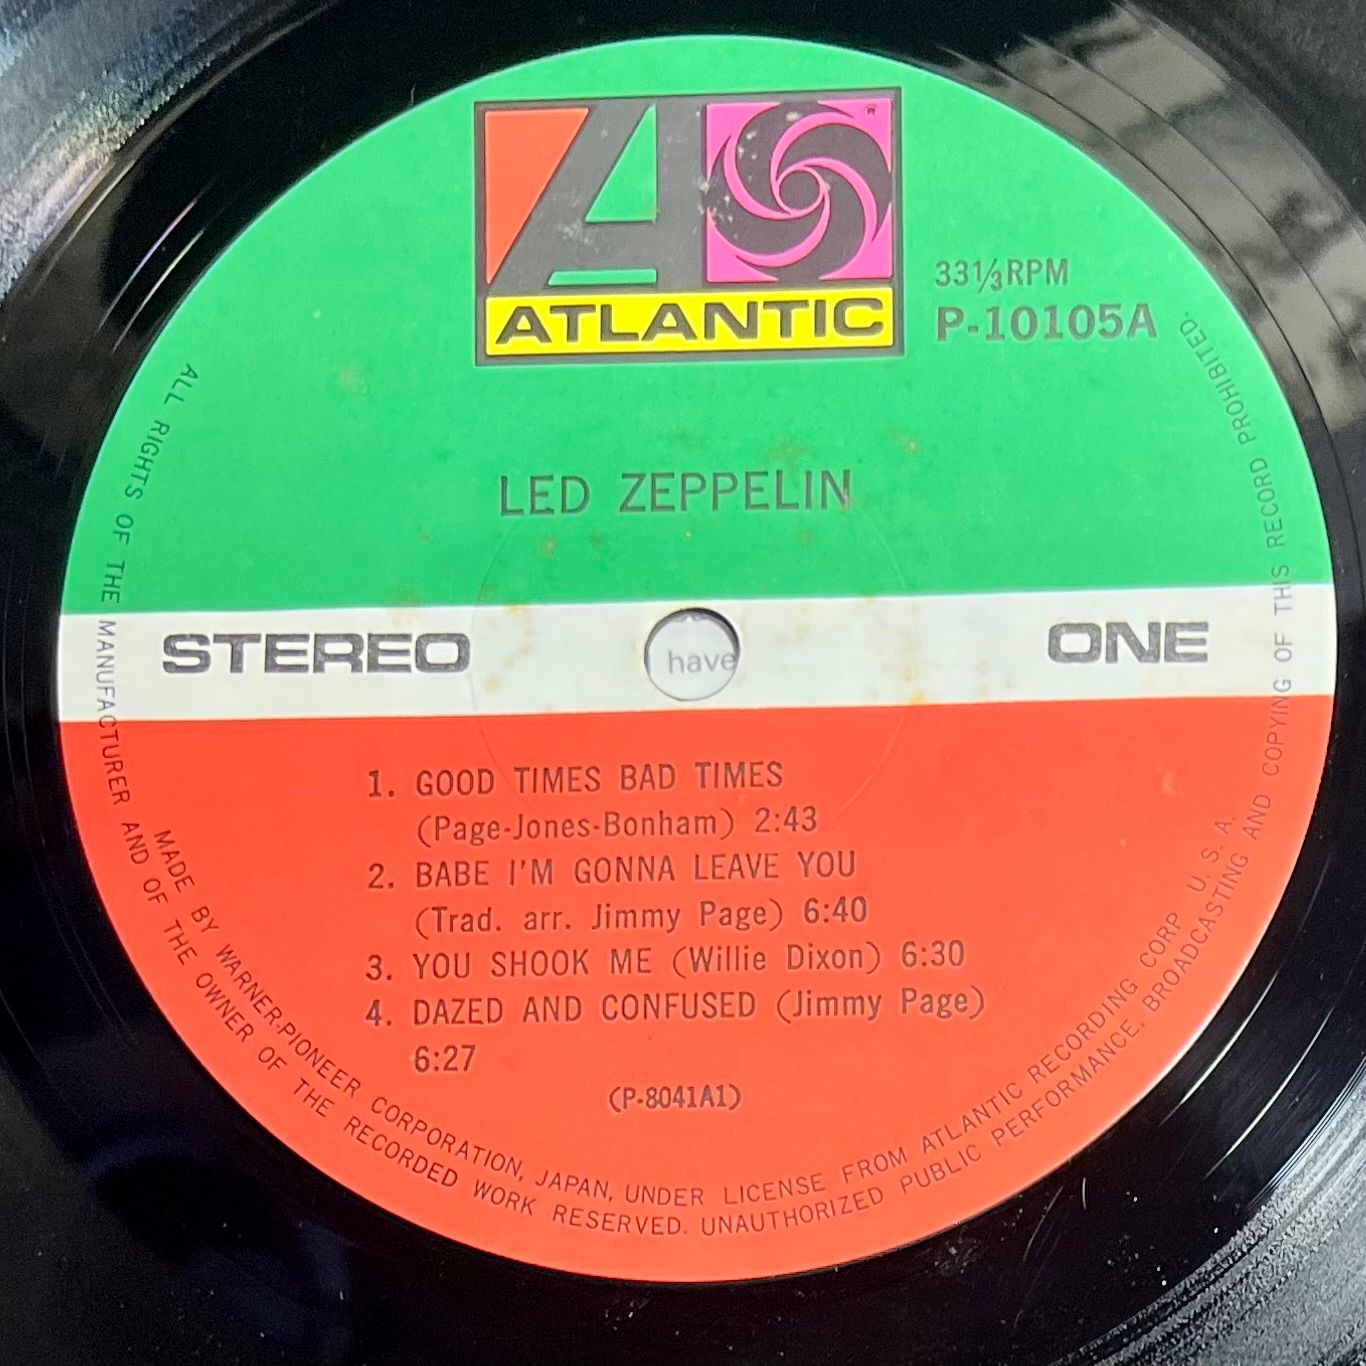 ATLANTIC
®
33⅓RPM
P-10105A
LED ZEPPELIN
STEREO
ONE
have
1. GOOD TIMES BAD TIMES
(Page-Jones-Bonham) 2:43
2. BABE I'M GONNA LEAVE YOU
(Trad. arr. Jimmy Page) 6:40
3. YOU SHOOK ME (Willie Dixon) 6:30
4. DAZED AND CONFUSED (Jimmy Page)
6:27
(P-8041A1)
MADE BY WARNER-PIONEER CORPORATION, JAPAN, UNDER LICENSE FROM ATLANTIC RECORDING CORP U. S. A.
ALL RIGHTS OF THE MANUFACTURER AND OF THE OWNER OF THE RECORDED WORK RESERVED. UNAUTHORIZED PUBLIC PERFORMANCE, BROADCASTING AND COPYING OF THIS RECORD PROHIBITED.